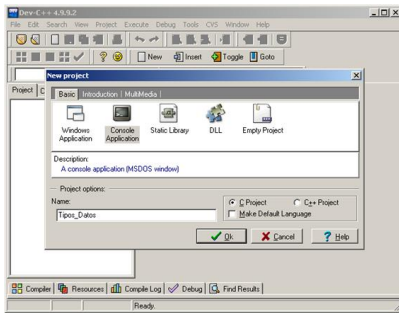 Dev-C++ 4.9.9.2
File Edit Search View Project Execute Debug Tools CVS Window Help
New Insert Toggle Goto
New project
Project
Basic Introduction MultiMedia
Windows Application
Console Application
Static Library
DLL
Empty Project
Description:
A console application (MSDOS window)
Project options:
Name:
Tipos_Datos
C Project C++ Project
Make Default Language
Ok Cancel Help
Compiler Resources Compile Log Debug Find Results
Ready.